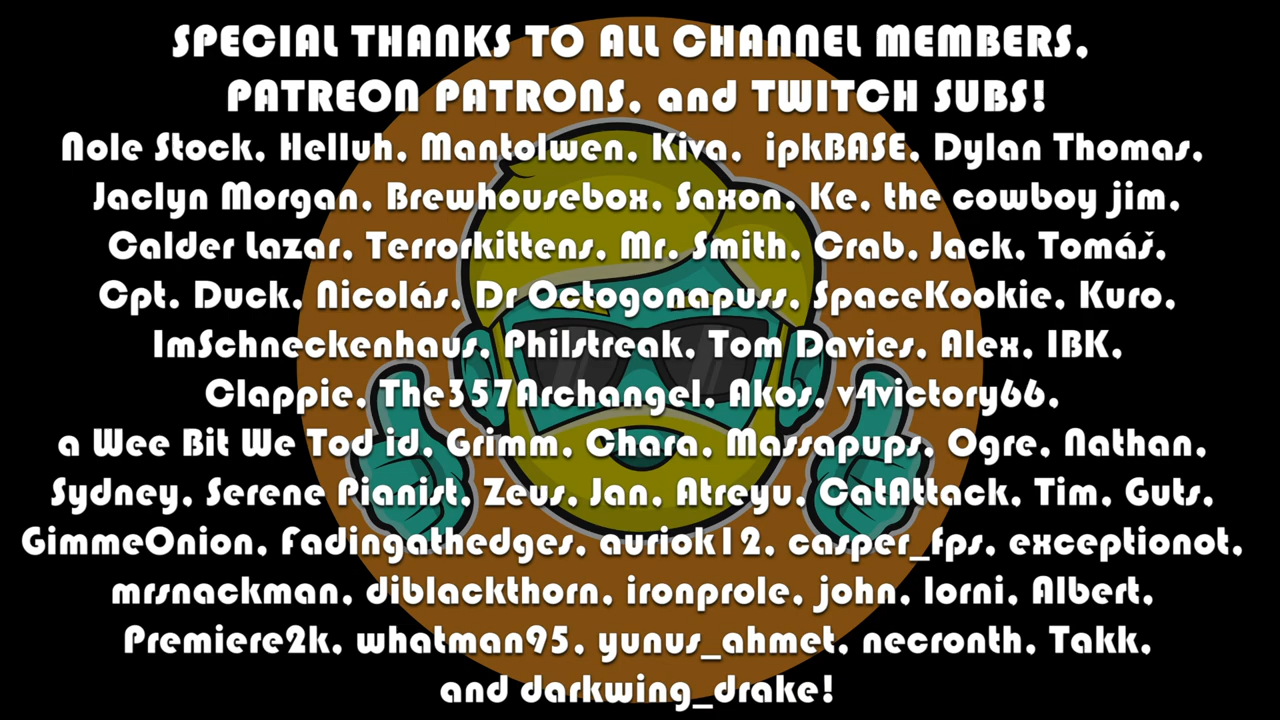 SPECIAL THANKS TO ALL CHANNEL MEMBERS,
PATREON PATRONS, and TWITCH SUBS!
Nole Stock, Helluh, Mantolwen, Kiva, ipkBASE, Dylan Thomas,
Jaclyn Morgan, Brewhousebox, Saxon, Ke, the cowboy jim,
Calder Lazar, Terrorkittens, Mr. Smith, Crab, Jack, Tomáš,
Cpt. Duck, Nicolás, Dr Octogonapuss, SpaceKookie, Kuro,
ImSchneckenhaus, Philstreak, Tom Davies, Alex, IBK,
Clappie, The357Archangel, Akos, v4victory66,
a Wee Bit We Tod id, Grimm, Chara, Massapups, Ogre, Nathan,
Sydney, Serene Pianist, Zeus, Jan, Atreyu, CatAttack, Tim, Guts,
GimmeOnion, Fadingathedges, auriok12, casper_fps, exceptionot,
mrsnackman, diblackthorn, ironprole, john, lorni, Albert,
Premiere2k, whatman95, yunus_ahmet, necronth, Takk,
and darkwing_drake!